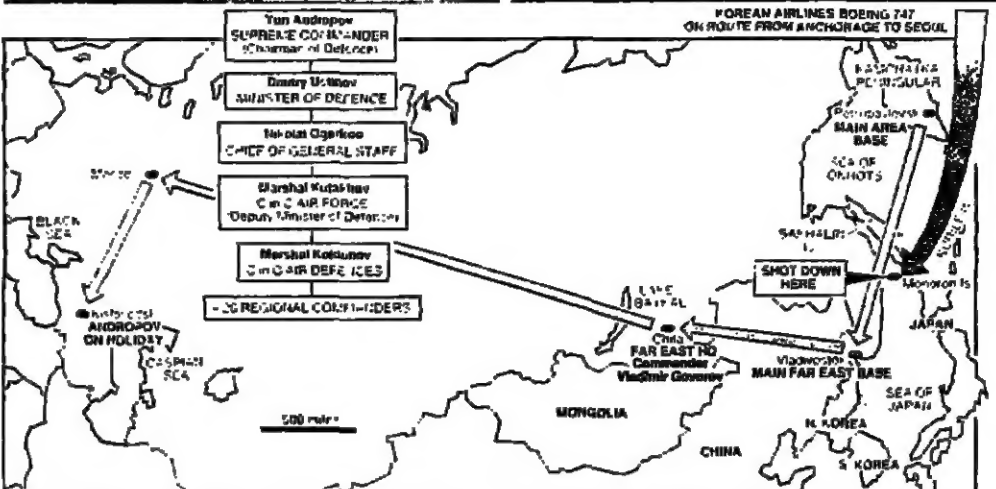 KOREAN AIRLINES BOEING 747
ON ROUTE FROM ANCHORAGE TO SEOUL
Yuri Andropov
SUPREME COMMANDER
(Chairman of Defence)
Dmitry Ustinov
MINISTER OF DEFENCE
Nikolai Ogarkov
CHIEF OF GENERAL STAFF
Marshal Kutakhov
C in C AIR FORCE
(Deputy Minister of Defence)
Marshal Koldunov
C in C AIR DEFENCES
REGIONAL COMMANDERS
BLACK
SEA
ANDROPOV
ON HOLIDAY
CASPIAN
SEA
500 miles
KAMCHATKA
PENINSULAR
MAIN AREA
BASE
SEA OF
OKHOTS
SAKHALIN
SHOT DOWN
HERE
Moneron Is
JAPAN
LAKE
BAIKAL
Chita
FAR EAST HQ
Commander
Vladimir Govorov
Vladivostok
MAIN FAR EAST BASE
SEA OF
JAPAN
MONGOLIA
CHINA
N. KOREA
S. KOREA